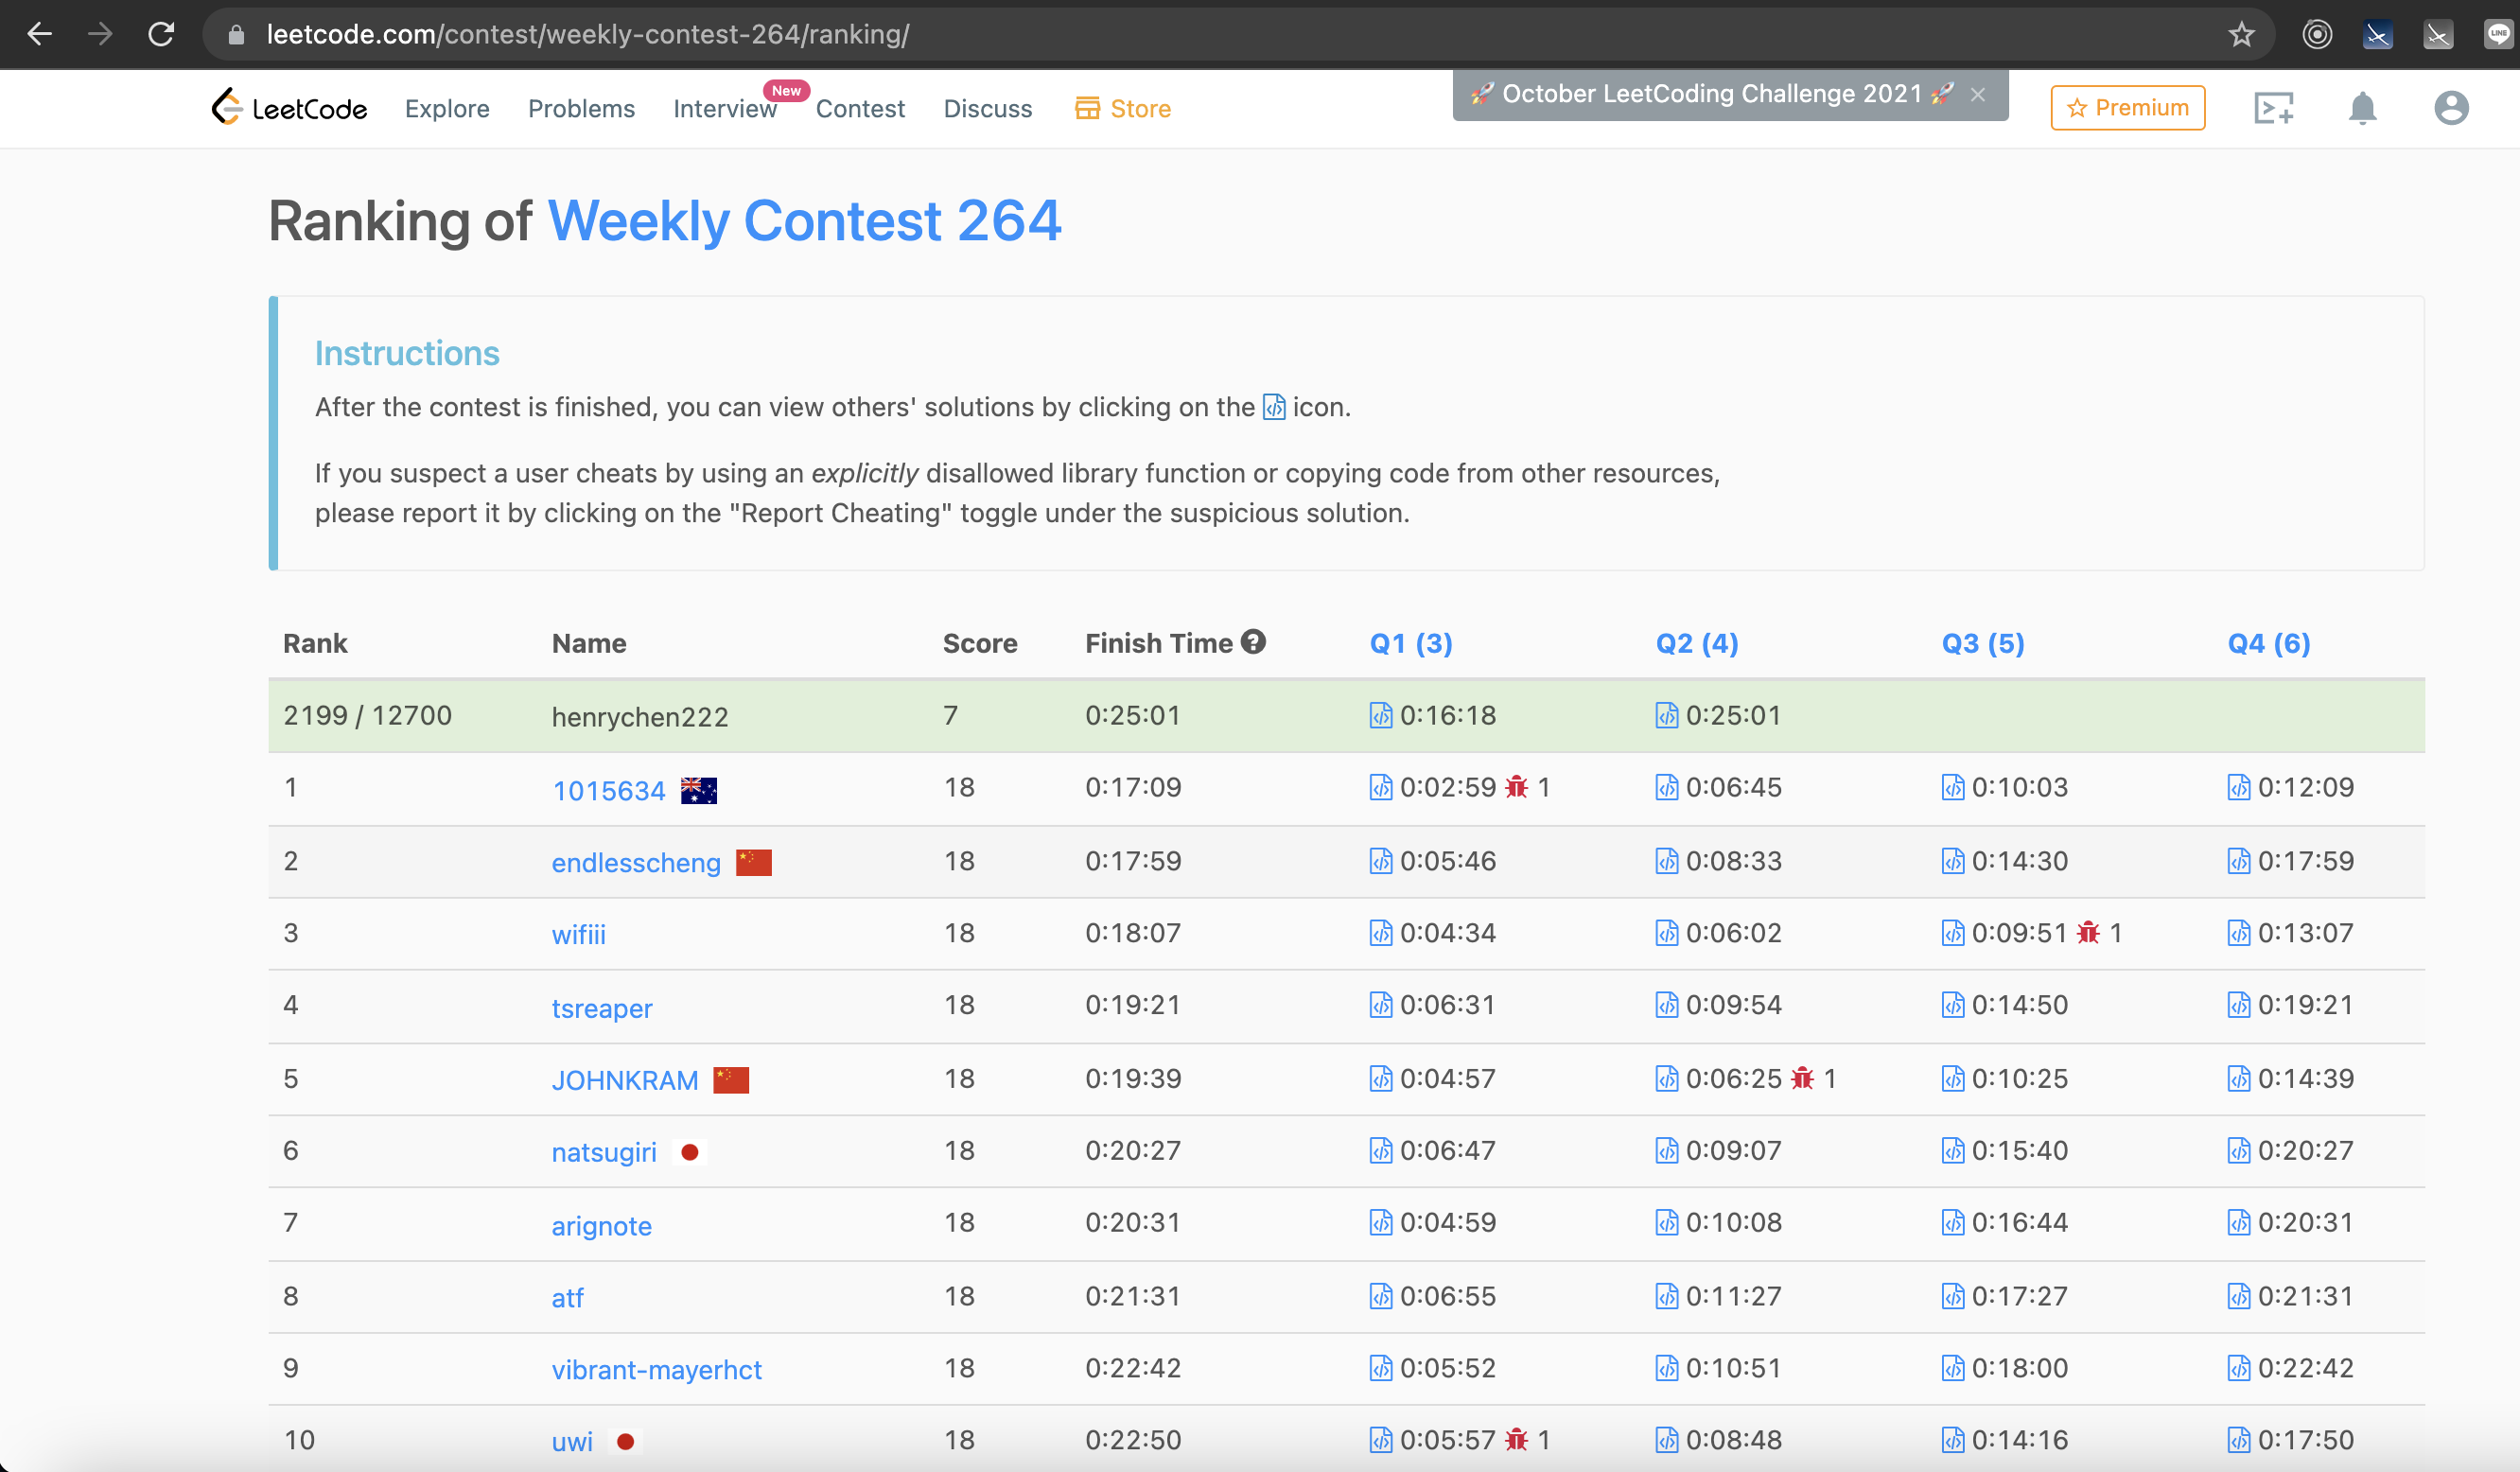 leetcode.com/contest/weekly-contest-264/ranking/
LINE
LeetCode Explore Problems Interview New Contest Discuss Store 🚀 October LeetCoding Challenge 2021 🚀 × Premium
Ranking of Weekly Contest 264
Instructions
After the contest is finished, you can view others' solutions by clicking on the icon.
If you suspect a user cheats by using an explicitly disallowed library function or copying code from other resources,
please report it by clicking on the "Report Cheating" toggle under the suspicious solution.
Rank Name Score Finish Time Q1 (3) Q2 (4) Q3 (5) Q4 (6)
2199 / 12700 henrychen222 7 0:25:01 0:16:18 0:25:01
1 1015634 18 0:17:09 0:02:59 1 0:06:45 0:10:03 0:12:09
2 endlesscheng 18 0:17:59 0:05:46 0:08:33 0:14:30 0:17:59
3 wifiii 18 0:18:07 0:04:34 0:06:02 0:09:51 1 0:13:07
4 tsreaper 18 0:19:21 0:06:31 0:09:54 0:14:50 0:19:21
5 JOHNKRAM 18 0:19:39 0:04:57 0:06:25 1 0:10:25 0:14:39
6 natsugiri 18 0:20:27 0:06:47 0:09:07 0:15:40 0:20:27
7 arignote 18 0:20:31 0:04:59 0:10:08 0:16:44 0:20:31
8 atf 18 0:21:31 0:06:55 0:11:27 0:17:27 0:21:31
9 vibrant-mayerhct 18 0:22:42 0:05:52 0:10:51 0:18:00 0:22:42
10 uwi 18 0:22:50 0:05:57 1 0:08:48 0:14:16 0:17:50